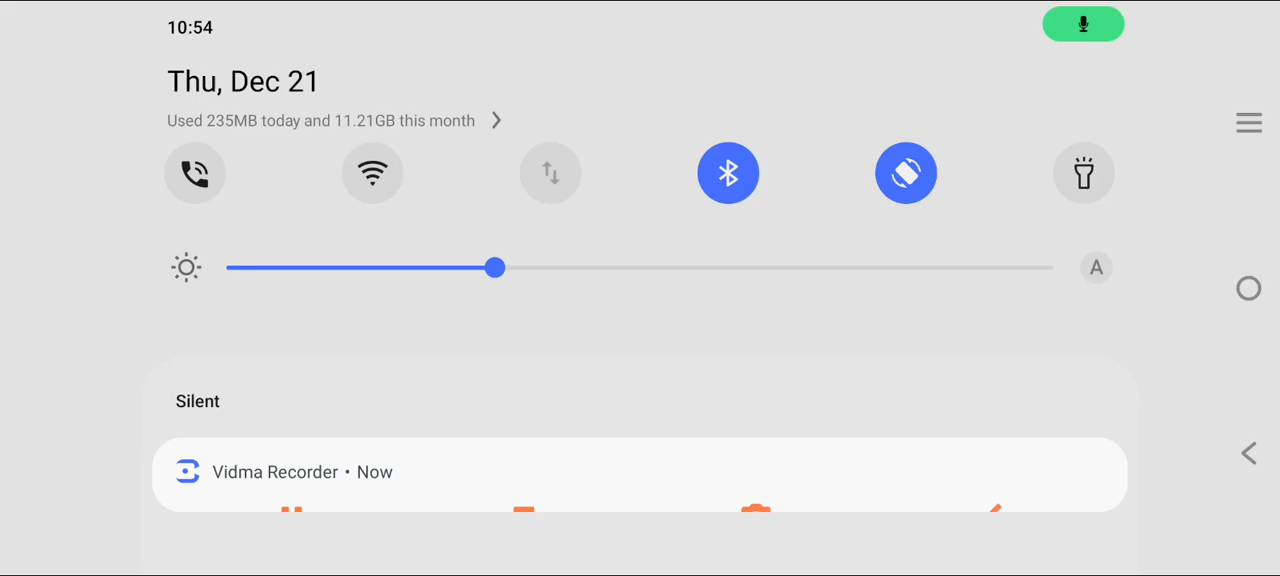 10:54
Thu, Dec 21
Used 235MB today and 11.21GB this month
A
Silent
Vidma Recorder • Now